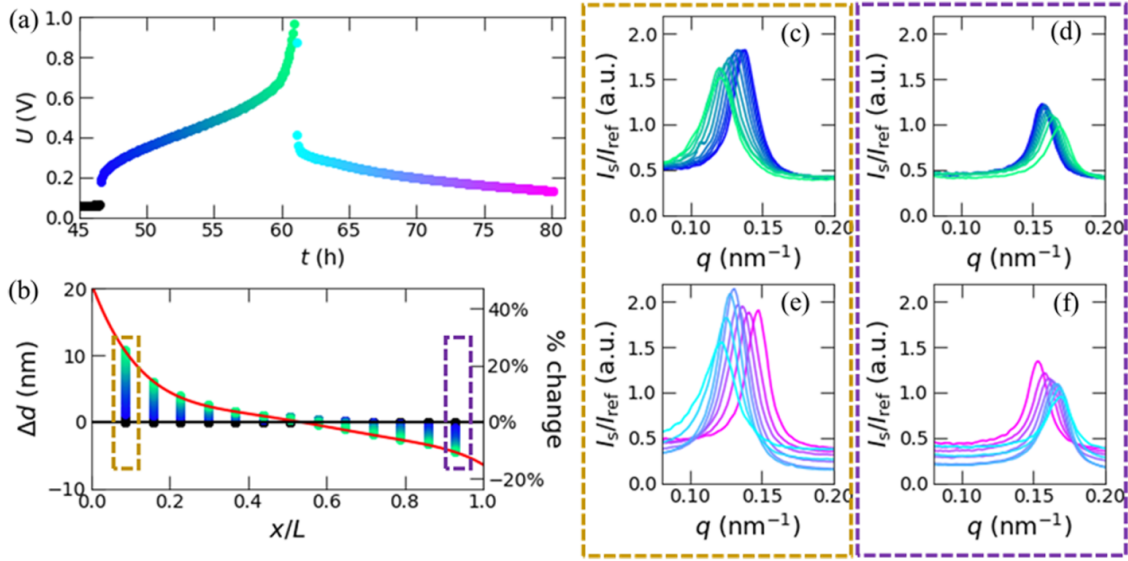 (a)
1.0
0.8
0.6
0.4
0.2
0.0
U (V)
45 50 55 60 65 70 75 80
t (h)
(b)
20
10
0
−10
Δd (nm)
40%
20%
0%
−20%
% change
0.0 0.2 0.4 0.6 0.8 1.0
x/L
(c)
2.0
1.5
1.0
0.5
0.0
Is/Iref (a.u.)
0.10 0.15 0.20
q (nm−1)
(d)
2.0
1.5
1.0
0.5
0.0
Is/Iref (a.u.)
0.10 0.15 0.20
q (nm−1)
(e)
2.0
1.5
1.0
0.5
0.0
Is/Iref (a.u.)
0.10 0.15 0.20
q (nm−1)
(f)
2.0
1.5
1.0
0.5
0.0
Is/Iref (a.u.)
0.10 0.15 0.20
q (nm−1)